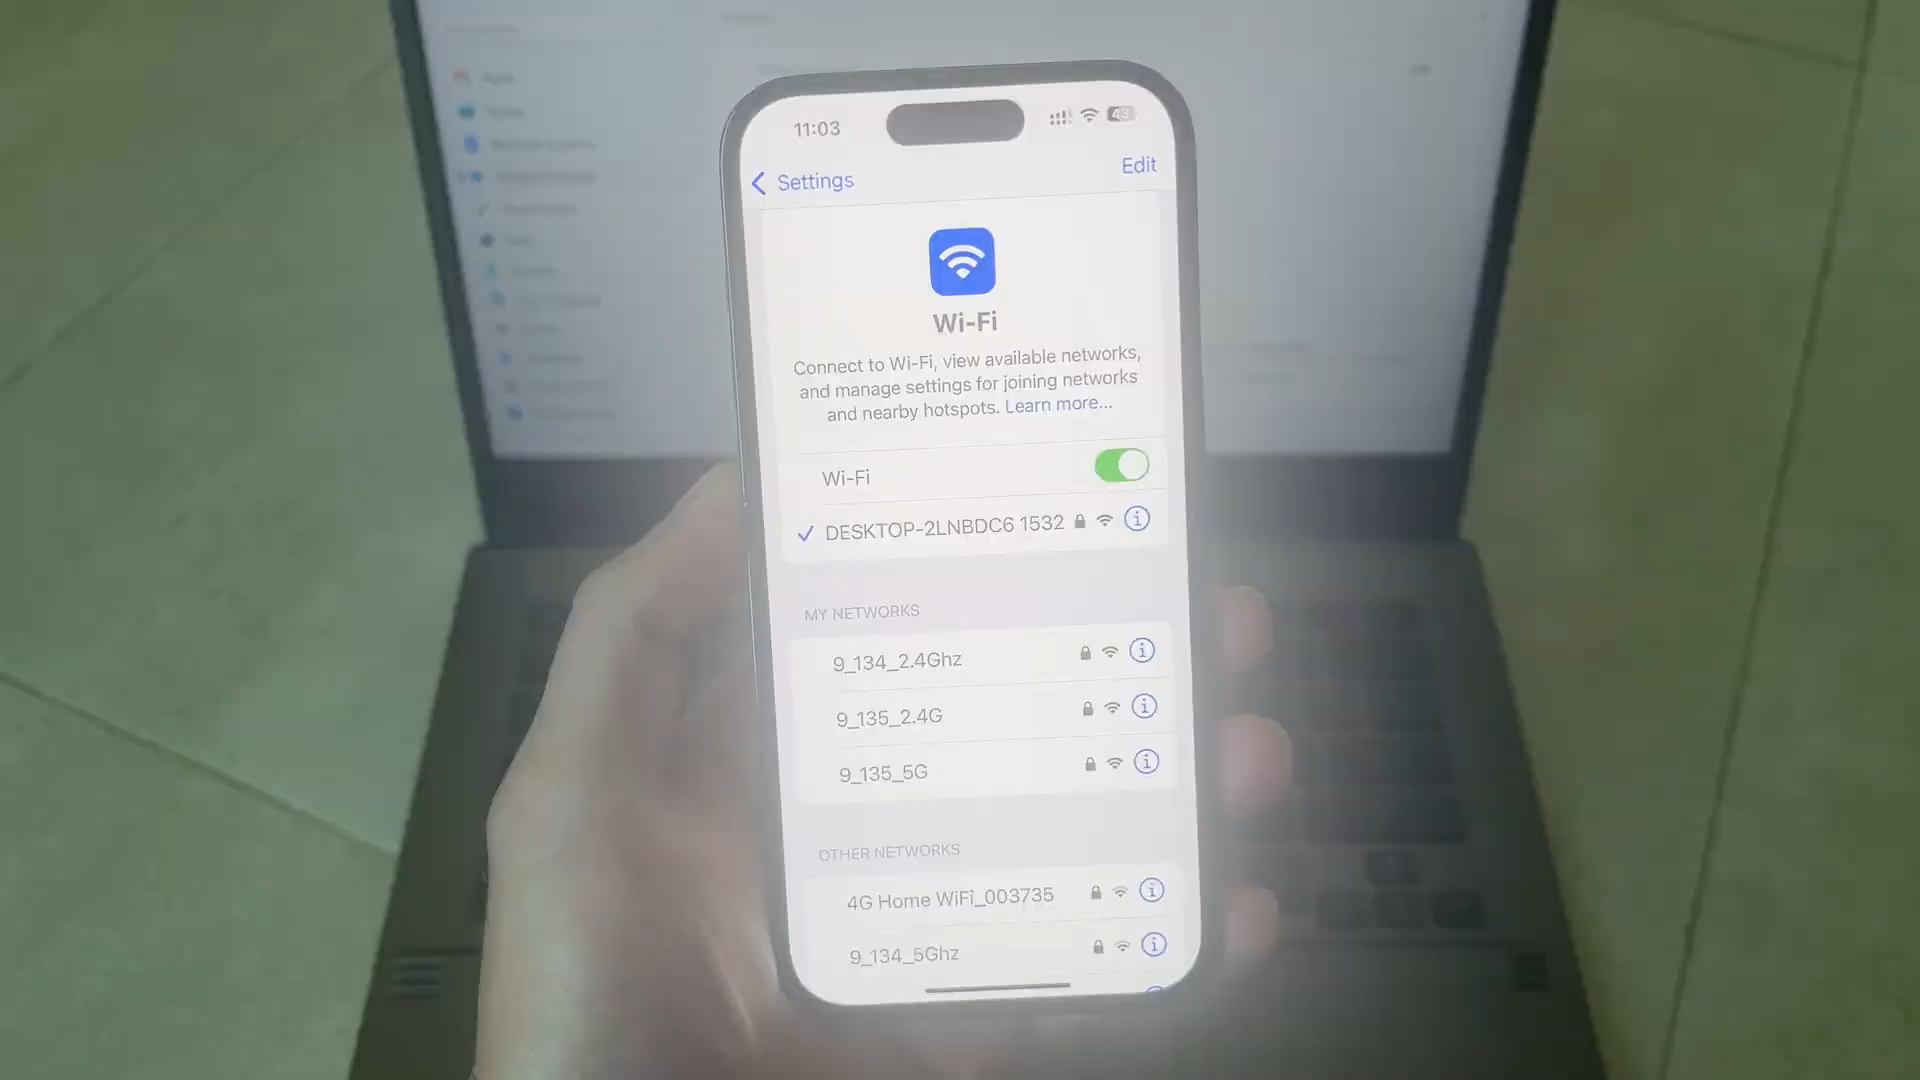 11:03
43
Settings
Edit
Wi-Fi
Connect to Wi-Fi, view available networks,
and manage settings for joining networks
and nearby hotspots. Learn more...
Wi-Fi
DESKTOP-2LNBDC6 1532
MY NETWORKS
9_134_2.4Ghz
9_135_2.4G
9_135_5G
OTHER NETWORKS
4G Home WiFi_003735
9_134_5Ghz